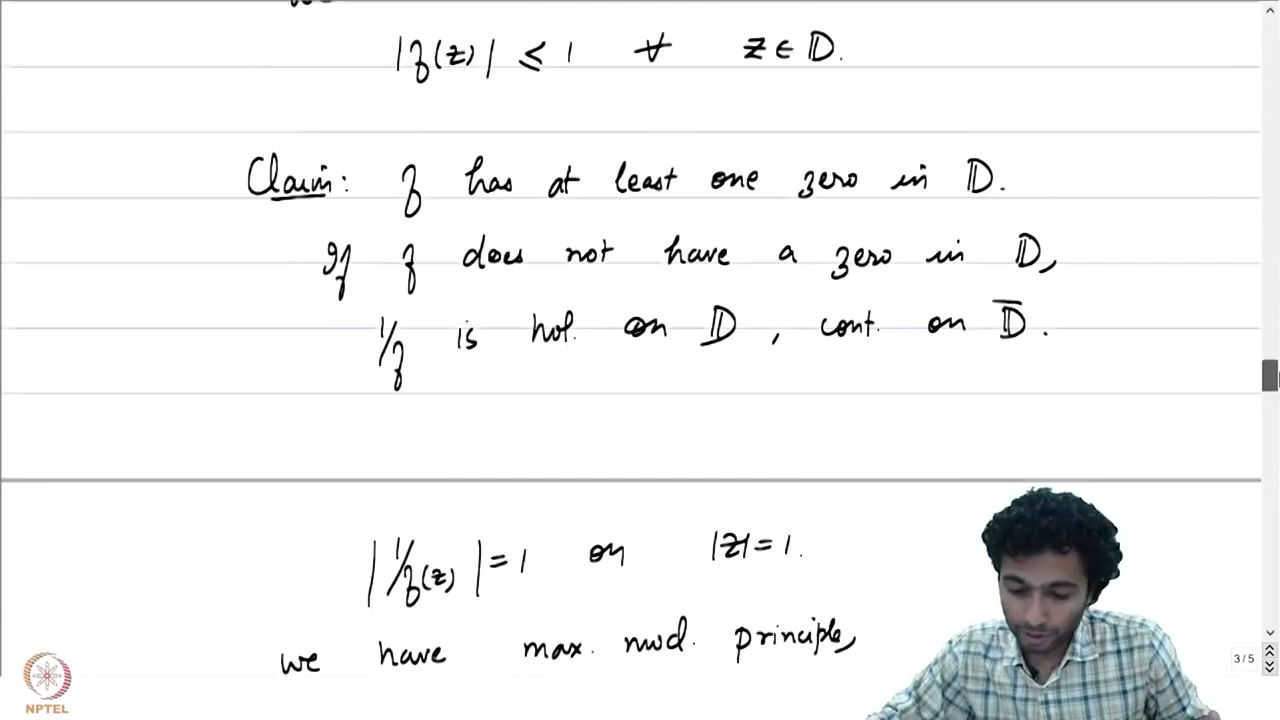 |f(z)| ≤ 1 ∀ z ∈ 𝔻.
Claim: f has at least one zero in 𝔻.
If f does not have a zero in 𝔻,
1/f is hol. on 𝔻, cont. on 𝔻̅.
|1/f(z)| = 1 on |z| = 1.
we have max. mod. principle,
3 / 5
NPTEL